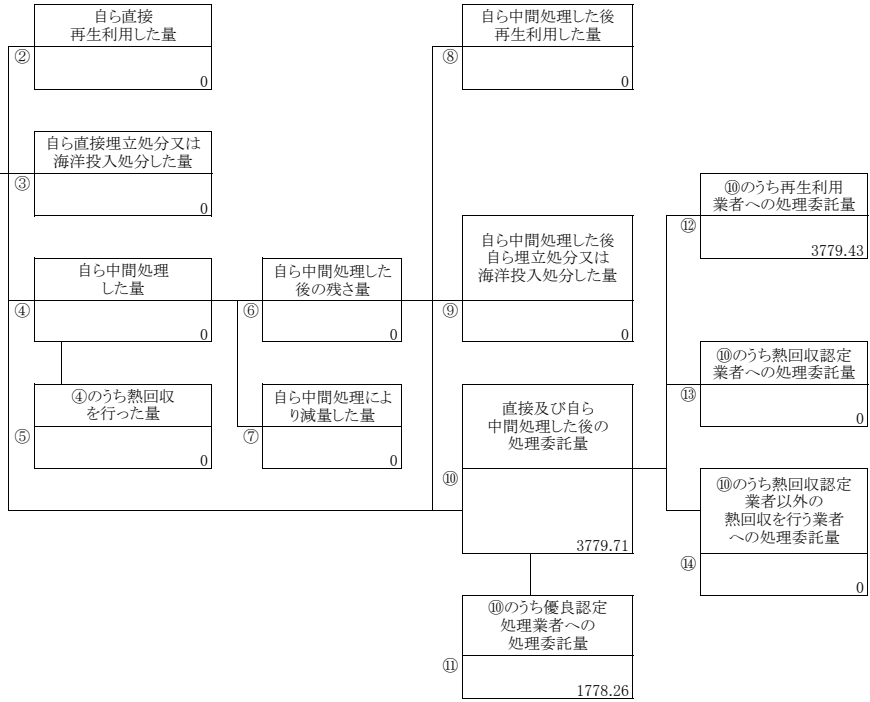 自ら直接
再生利用した量
②
0
自ら直接埋立処分又は
海洋投入処分した量
③
0
自ら中間処理
した量
④
0
④のうち熱回収
を行った量
⑤
0
自ら中間処理した
後の残さ量
⑥
0
自ら中間処理によ
り減量した量
⑦
0
自ら中間処理した後
再生利用した量
⑧
0
自ら中間処理した後
自ら埋立処分又は
海洋投入処分した量
⑨
0
直接及び自ら
中間処理した後の
処理委託量
⑩
3779.71
⑩のうち優良認定
処理業者への
処理委託量
⑪
1778.26
⑩のうち再生利用
業者への処理委託量
⑫
3779.43
⑩のうち熱回収認定
業者への処理委託量
⑬
0
⑩のうち熱回収認定
業者以外の
熱回収を行う業者
への処理委託量
⑭
0